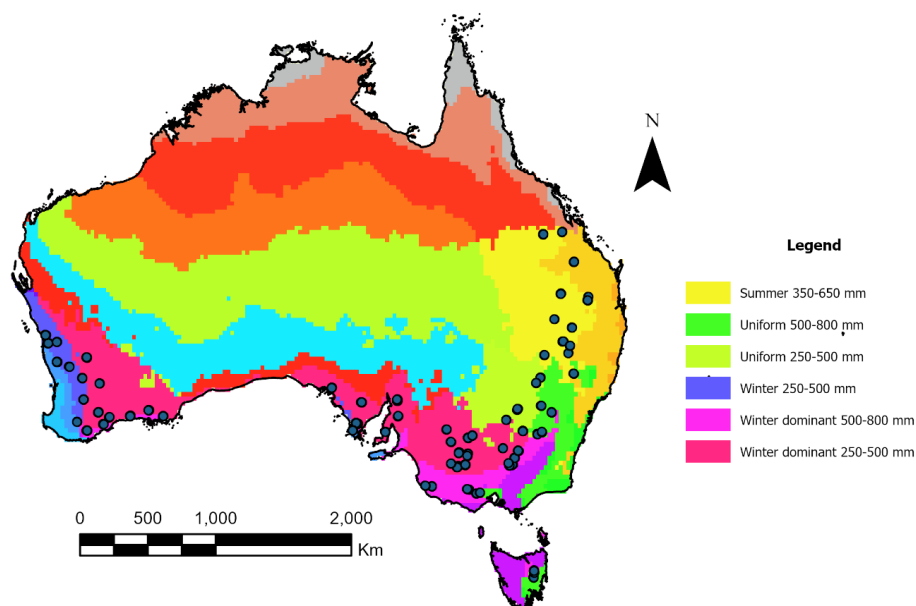 N
Legend
Summer 350-650 mm
Uniform 500-800 mm
Uniform 250-500 mm
Winter 250-500 mm
Winter dominant 500-800 mm
Winter dominant 250-500 mm
0 500 1,000 2,000
Km